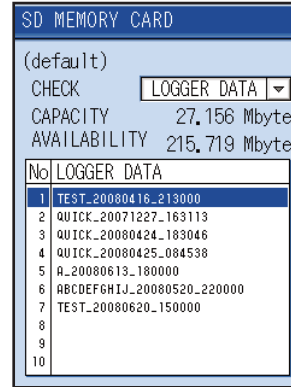 SD MEMORY CARD
(default)
CHECK LOGGER DATA
CAPACITY 27.156 Mbyte
AVAILABILITY 215.719 Mbyte
No LOGGER DATA
1 TEST_20080416_213000
2 QUICK_20071227_163113
3 QUICK_20080424_183046
4 QUICK_20080425_084538
5 A_20080613_180000
6 ABCDEFGHIJ_20080520_220000
7 TEST_20080620_150000
8
9
10